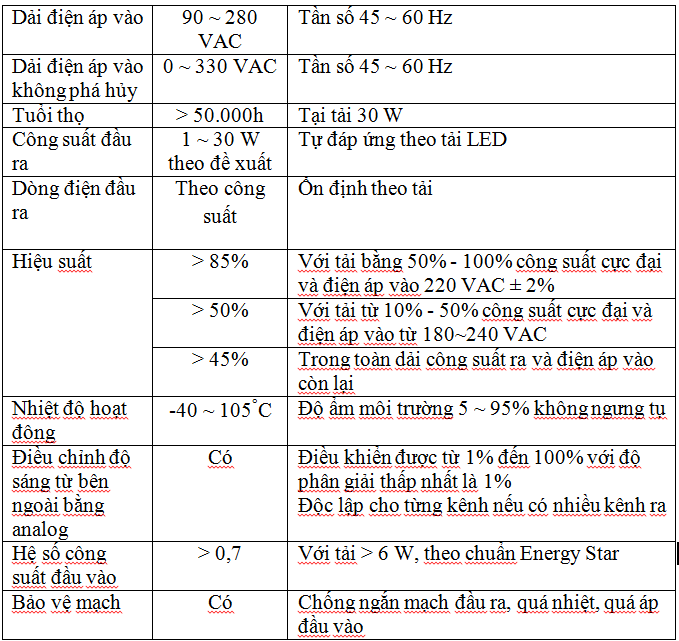 Dải điện áp vào 90 ~ 280 Tần số 45 ~ 60 Hz
VAC
Dải điện áp vào 0 ~ 330 VAC Tần số 45 ~ 60 Hz
không phá hủy
Tuổi thọ > 50.000h Tại tải 30 W
Công suất đầu 1 ~ 30 W Tự đáp ứng theo tải LED
ra theo đề xuất
Dòng điện đầu Theo công Ổn định theo tải
ra suất
Hiệu suất > 85% Với tải bằng 50% - 100% công suất cực đại
và điện áp vào 220 VAC ± 2%
> 50% Với tải từ 10% - 50% công suất cực đại và
điện áp vào từ 180~240 VAC
> 45% Trong toàn dải công suất ra và điện áp vào
còn lại
Nhiệt độ hoạt -40 ~ 105°C Độ ẩm môi trường 5 ~ 95% không ngưng tụ
động
Điều chỉnh độ Có Điều khiển được từ 1% đến 100% với độ
sáng từ bên phân giải thấp nhất là 1%
ngoài bằng Độc lập cho từng kênh nếu có nhiều kênh ra
analog
Hệ số công > 0,7 Với tải > 6 W, theo chuẩn Energy Star
suất đầu vào
Bảo vệ mạch Có Chống ngắn mạch đầu ra, quá nhiệt, quá áp
đầu vào